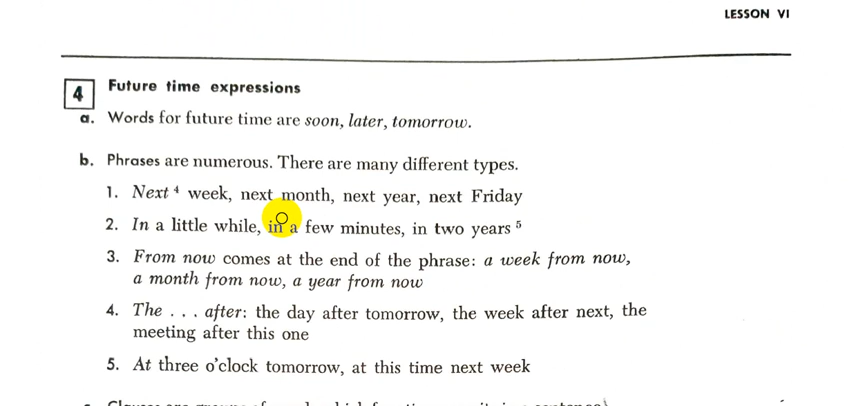 LESSON VI
4 Future time expressions
a. Words for future time are soon, later, tomorrow.
b. Phrases are numerous. There are many different types.
1. Next ⁴ week, next month, next year, next Friday
2. In a little while, in a few minutes, in two years ⁵
3. From now comes at the end of the phrase: a week from now,
a month from now, a year from now
4. The . . . after: the day after tomorrow, the week after next, the
meeting after this one
5. At three o'clock tomorrow, at this time next week